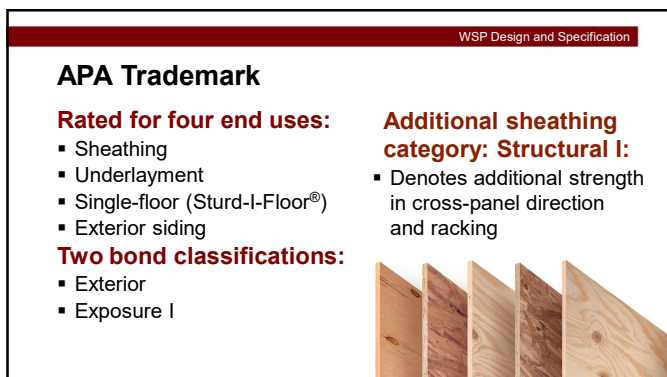 WSP Design and Specification
APA Trademark
Rated for four end uses:
▪ Sheathing
▪ Underlayment
▪ Single-floor (Sturd-I-Floor®)
▪ Exterior siding
Two bond classifications:
▪ Exterior
▪ Exposure I
Additional sheathing
category: Structural I:
▪ Denotes additional strength
in cross-panel direction
and racking